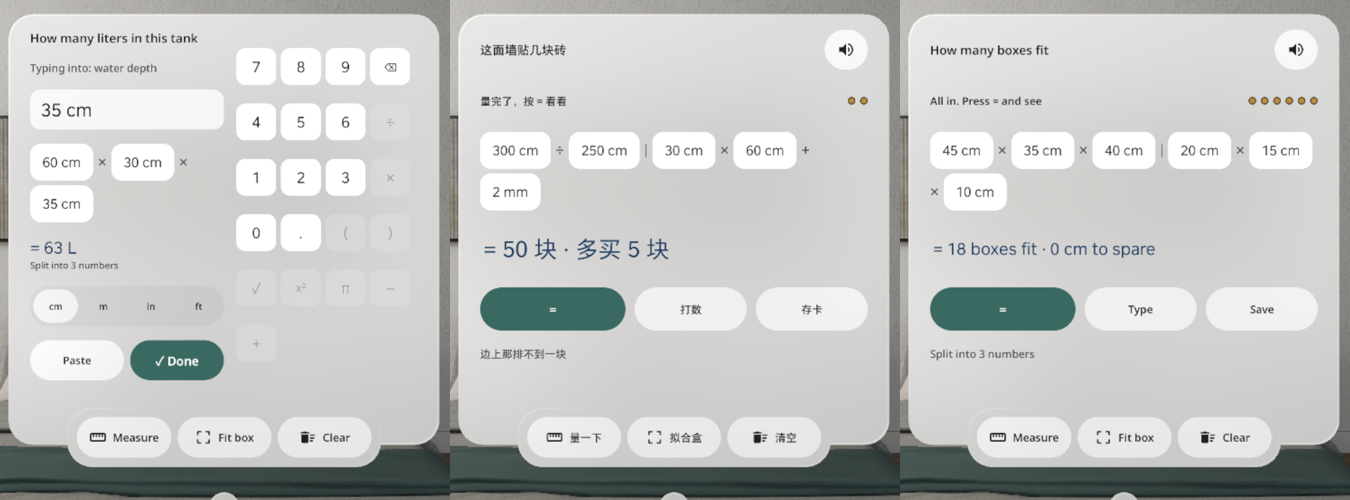 How many liters in this tank
Typing into: water depth
35 cm
60 cm × 30 cm ×
35 cm
= 63 L
Split into 3 numbers
cm m in ft
Paste ✓ Done
7 8 9 ⌫
4 5 6 ÷
1 2 3 ×
0 . ( )
√ x² π −
+
Measure Fit box Clear
这面墙贴几块砖
量完了，按 = 看看
300 cm ÷ 250 cm | 30 cm × 60 cm +
2 mm
= 50 块 · 多买 5 块
= 打数 存卡
边上那排不到一块
量一下 拟合盒 清空
How many boxes fit
All in. Press = and see
45 cm × 35 cm × 40 cm | 20 cm × 15 cm
× 10 cm
= 18 boxes fit · 0 cm to spare
= Type Save
Split into 3 numbers
Measure Fit box Clear